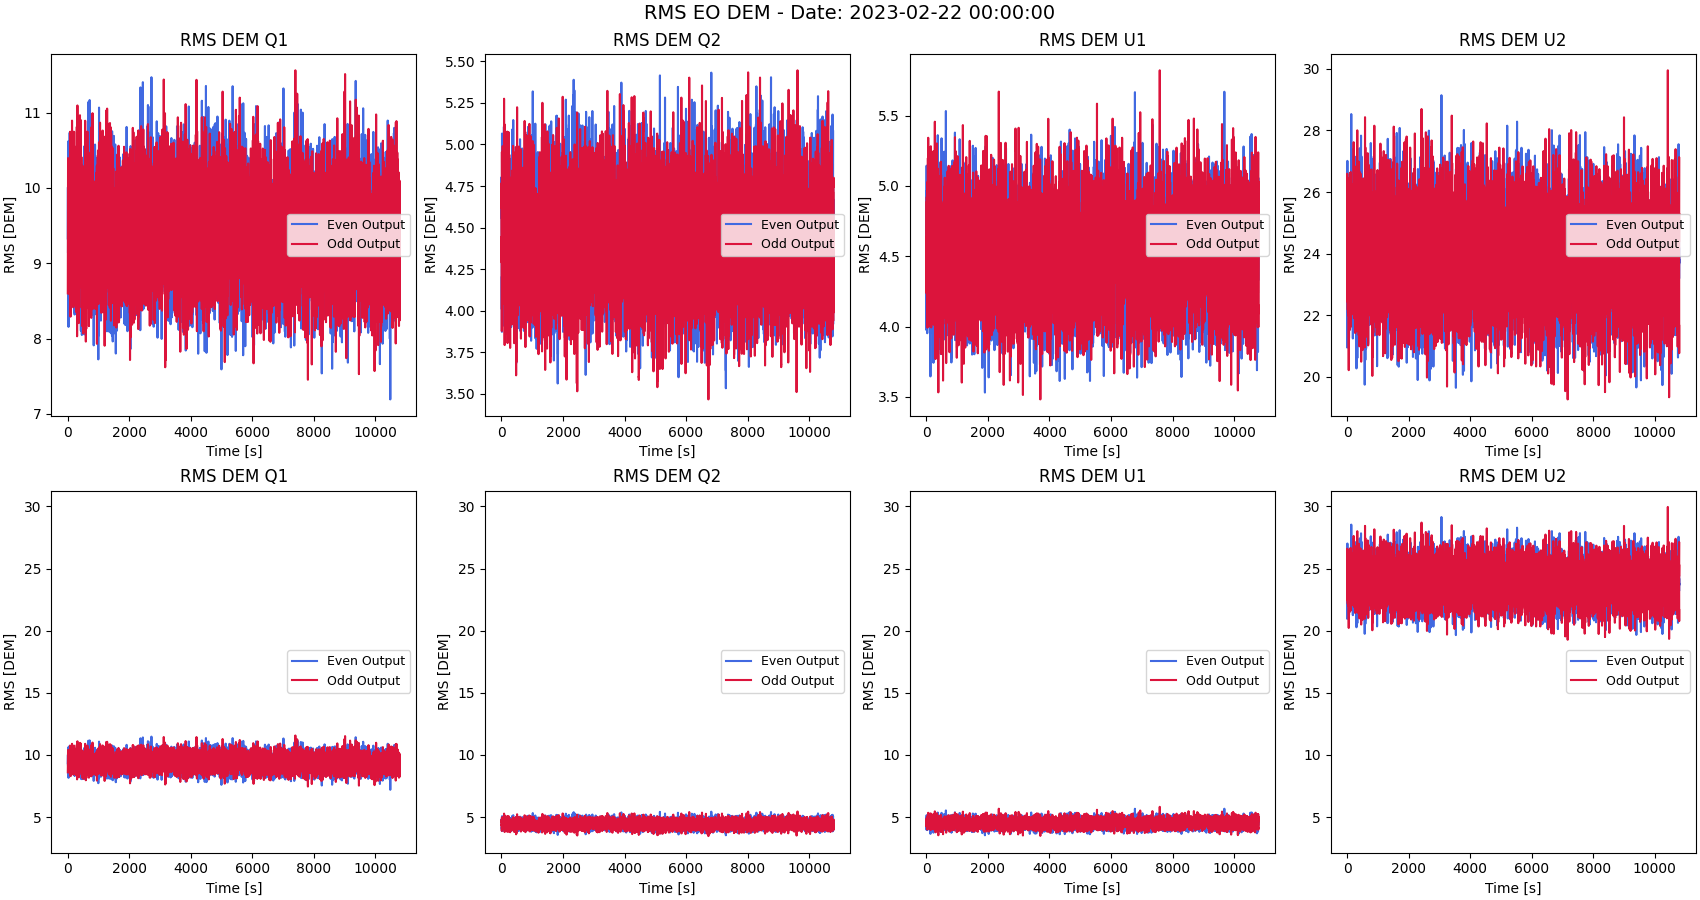 RMS EO DEM - Date: 2023-02-22 00:00:00
RMS DEM Q1
RMS [DEM]
11
10
9
8
7
0 2000 4000 6000 8000 10000
Time [s]
Even Output
Odd Output
RMS DEM Q2
RMS [DEM]
5.50
5.25
5.00
4.75
4.50
4.25
4.00
3.75
3.50
0 2000 4000 6000 8000 10000
Time [s]
Even Output
Odd Output
RMS DEM U1
RMS [DEM]
5.5
5.0
4.5
4.0
3.5
0 2000 4000 6000 8000 10000
Time [s]
Even Output
Odd Output
RMS DEM U2
RMS [DEM]
30
28
26
24
22
20
0 2000 4000 6000 8000 10000
Time [s]
Even Output
Odd Output
RMS DEM Q1
RMS [DEM]
30
25
20
15
10
5
0 2000 4000 6000 8000 10000
Time [s]
Even Output
Odd Output
RMS DEM Q2
RMS [DEM]
30
25
20
15
10
5
0 2000 4000 6000 8000 10000
Time [s]
Even Output
Odd Output
RMS DEM U1
RMS [DEM]
30
25
20
15
10
5
0 2000 4000 6000 8000 10000
Time [s]
Even Output
Odd Output
RMS DEM U2
RMS [DEM]
30
25
20
15
10
5
0 2000 4000 6000 8000 10000
Time [s]
Even Output
Odd Output